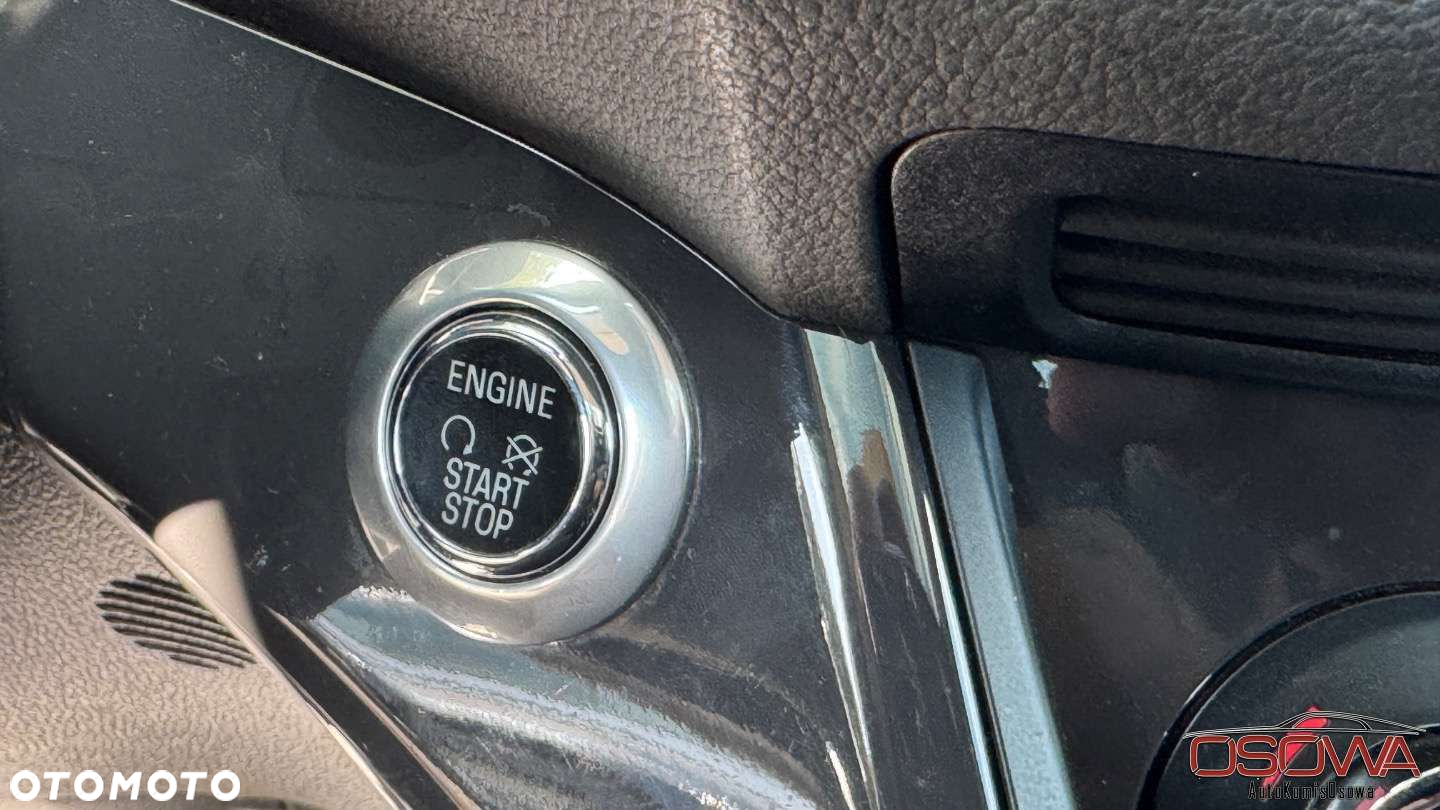 ENGINE
START
STOP
OTOMOTO
OSOWA
AutoKomisOsowa